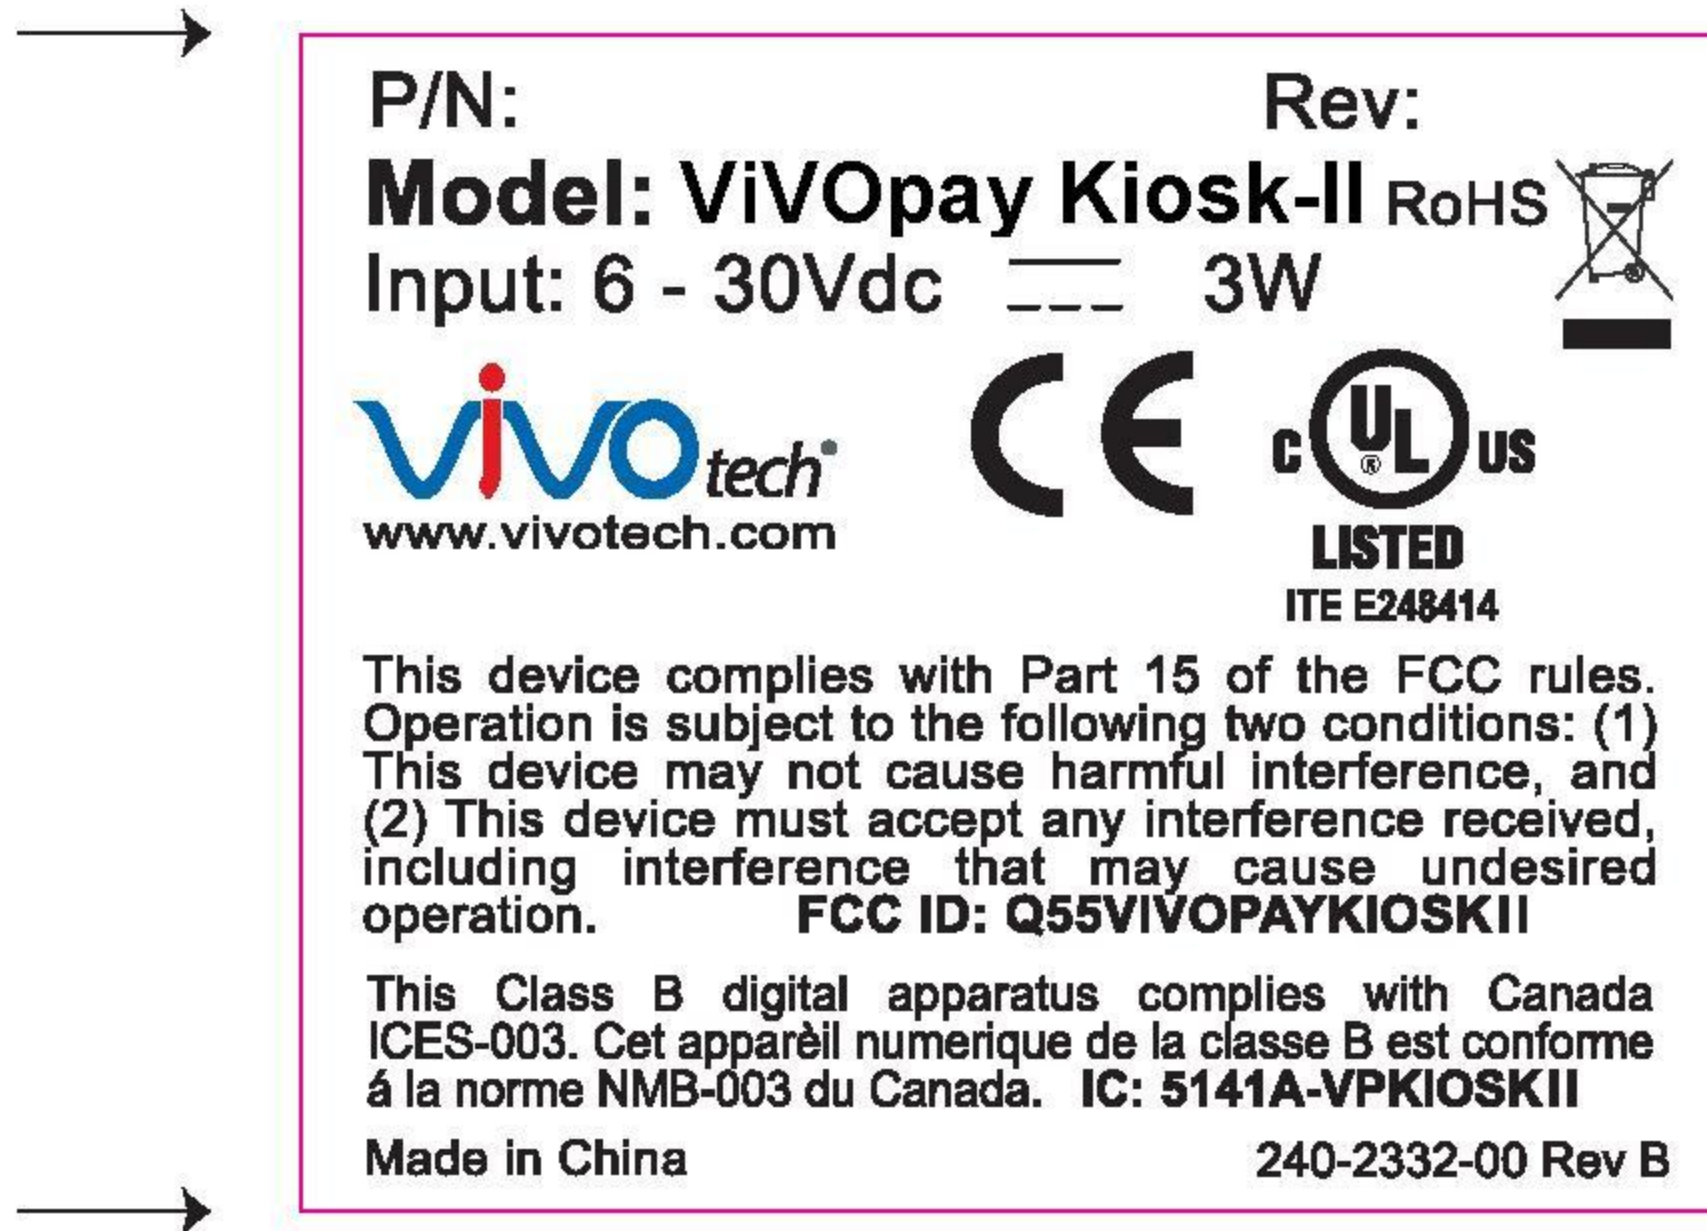 P/N: Rev:
Model: ViVOpay Kiosk-II RoHS
Input: 6 - 30Vdc 3W
vivotech
www.vivotech.com
CE
C UL® US
LISTED
ITE E248414
This device complies with Part 15 of the FCC rules.
Operation is subject to the following two conditions: (1)
This device may not cause harmful interference, and
(2) This device must accept any interference received,
including interference that may cause undesired
operation. FCC ID: Q55VIVOPAYKIOSKII
This Class B digital apparatus complies with Canada
ICES-003. Cet apparèil numerique de la classe B est conforme
á la norme NMB-003 du Canada. IC: 5141A-VPKIOSKII
Made in China 240-2332-00 Rev B